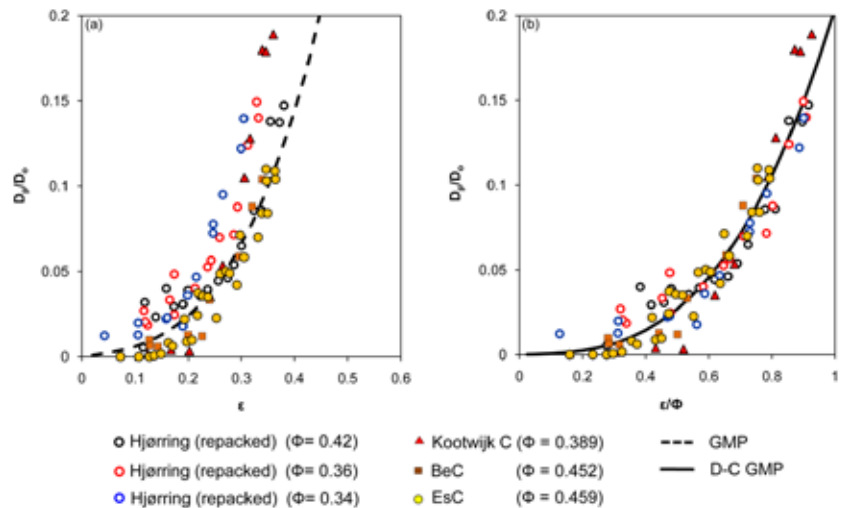 (a)
0.2
0.15
0.1
0.05
0
Dₚ/Dₒ
0 0.1 0.2 0.3 0.4 0.5 0.6
ε
(b)
0.2
0.15
0.1
0.05
0
Dₚ/Dₒ
0 0.2 0.4 0.6 0.8 1
ε/Φ
Hjørring (repacked) (Φ= 0.42) Kootwijk C (Φ = 0.389) GMP
Hjørring (repacked) (Φ= 0.36) BeC (Φ = 0.452) D-C GMP
Hjørring (repacked) (Φ= 0.34) EsC (Φ = 0.459)